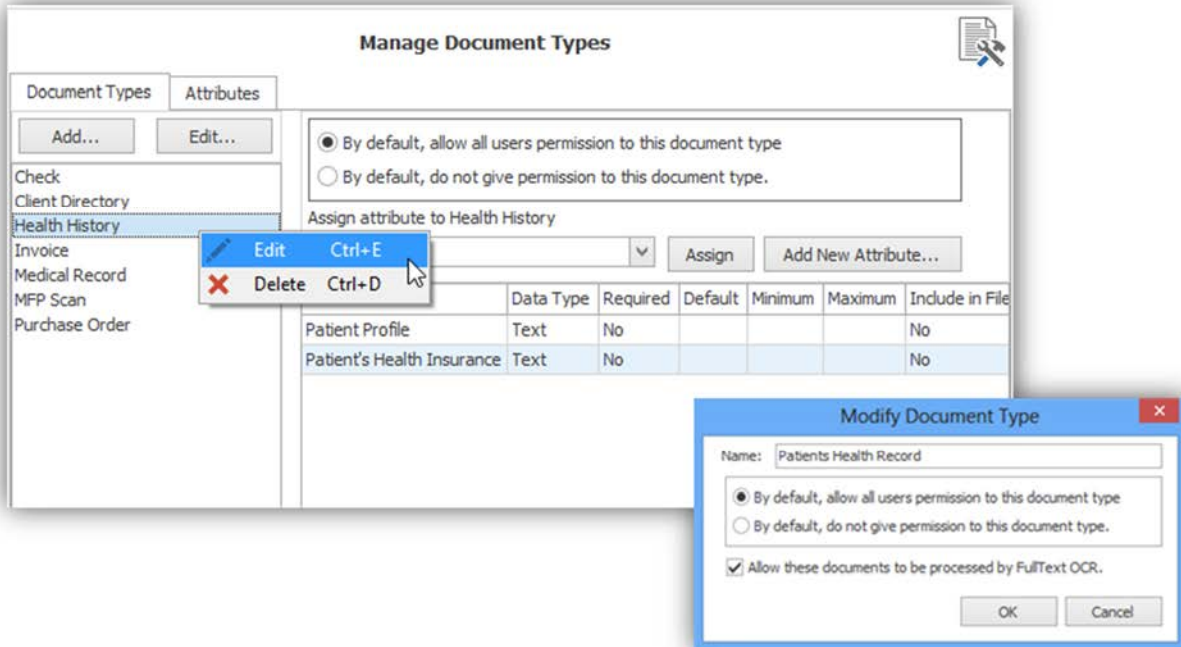 Manage Document Types
Document Types Attributes
Add... Edit...
By default, allow all users permission to this document type
By default, do not give permission to this document type.
Check
Client Directory
Health History
Invoice
Medical Record
MFP Scan
Purchase Order
Edit Ctrl+E
Delete Ctrl+D
Assign attribute to Health History
Assign Add New Attribute...
Data Type Required Default Minimum Maximum Include in File
Patient Profile Text No No
Patient's Health Insurance Text No No
Modify Document Type
Name: Patients Health Record
By default, allow all users permission to this document type
By default, do not give permission to this document type.
Allow these documents to be processed by FullText OCR.
OK Cancel